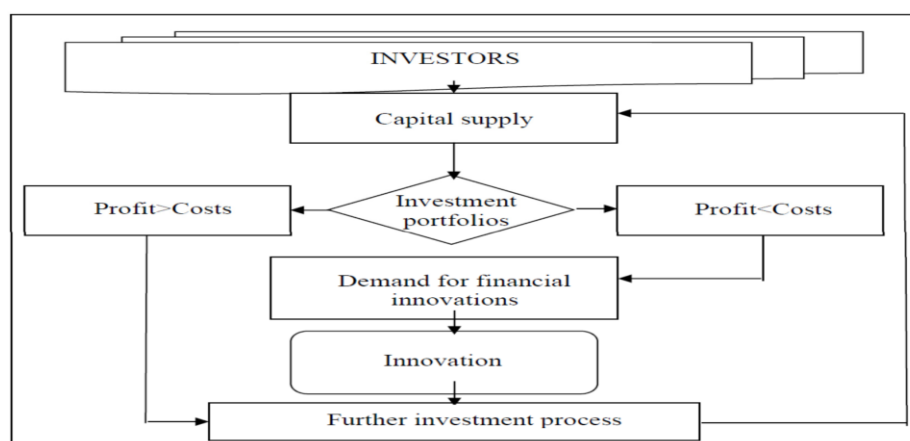 INVESTORS
Capital supply
Investment
portfolios
Profit>Costs
Profit<Costs
Demand for financial
innovations
Innovation
Further investment process